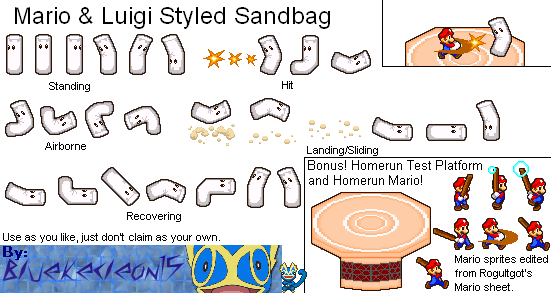 Mario & Luigi Styled Sandbag
Standing
Hit
Airborne
Landing/Sliding
Bonus! Homerun Test Platform
and Homerun Mario!
Recovering
Use as you like, just don't claim as your own.
By:
Bluekecleon15
Mario sprites edited
from Rogultgot's
Mario sheet.